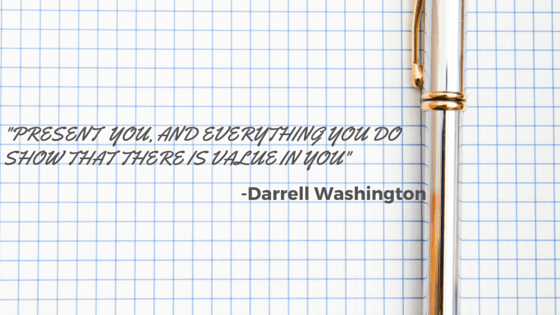 "PRESENT YOU, AND EVERYTHING YOU DO
SHOW THAT THERE IS VALUE IN YOU"
-Darrell Washington